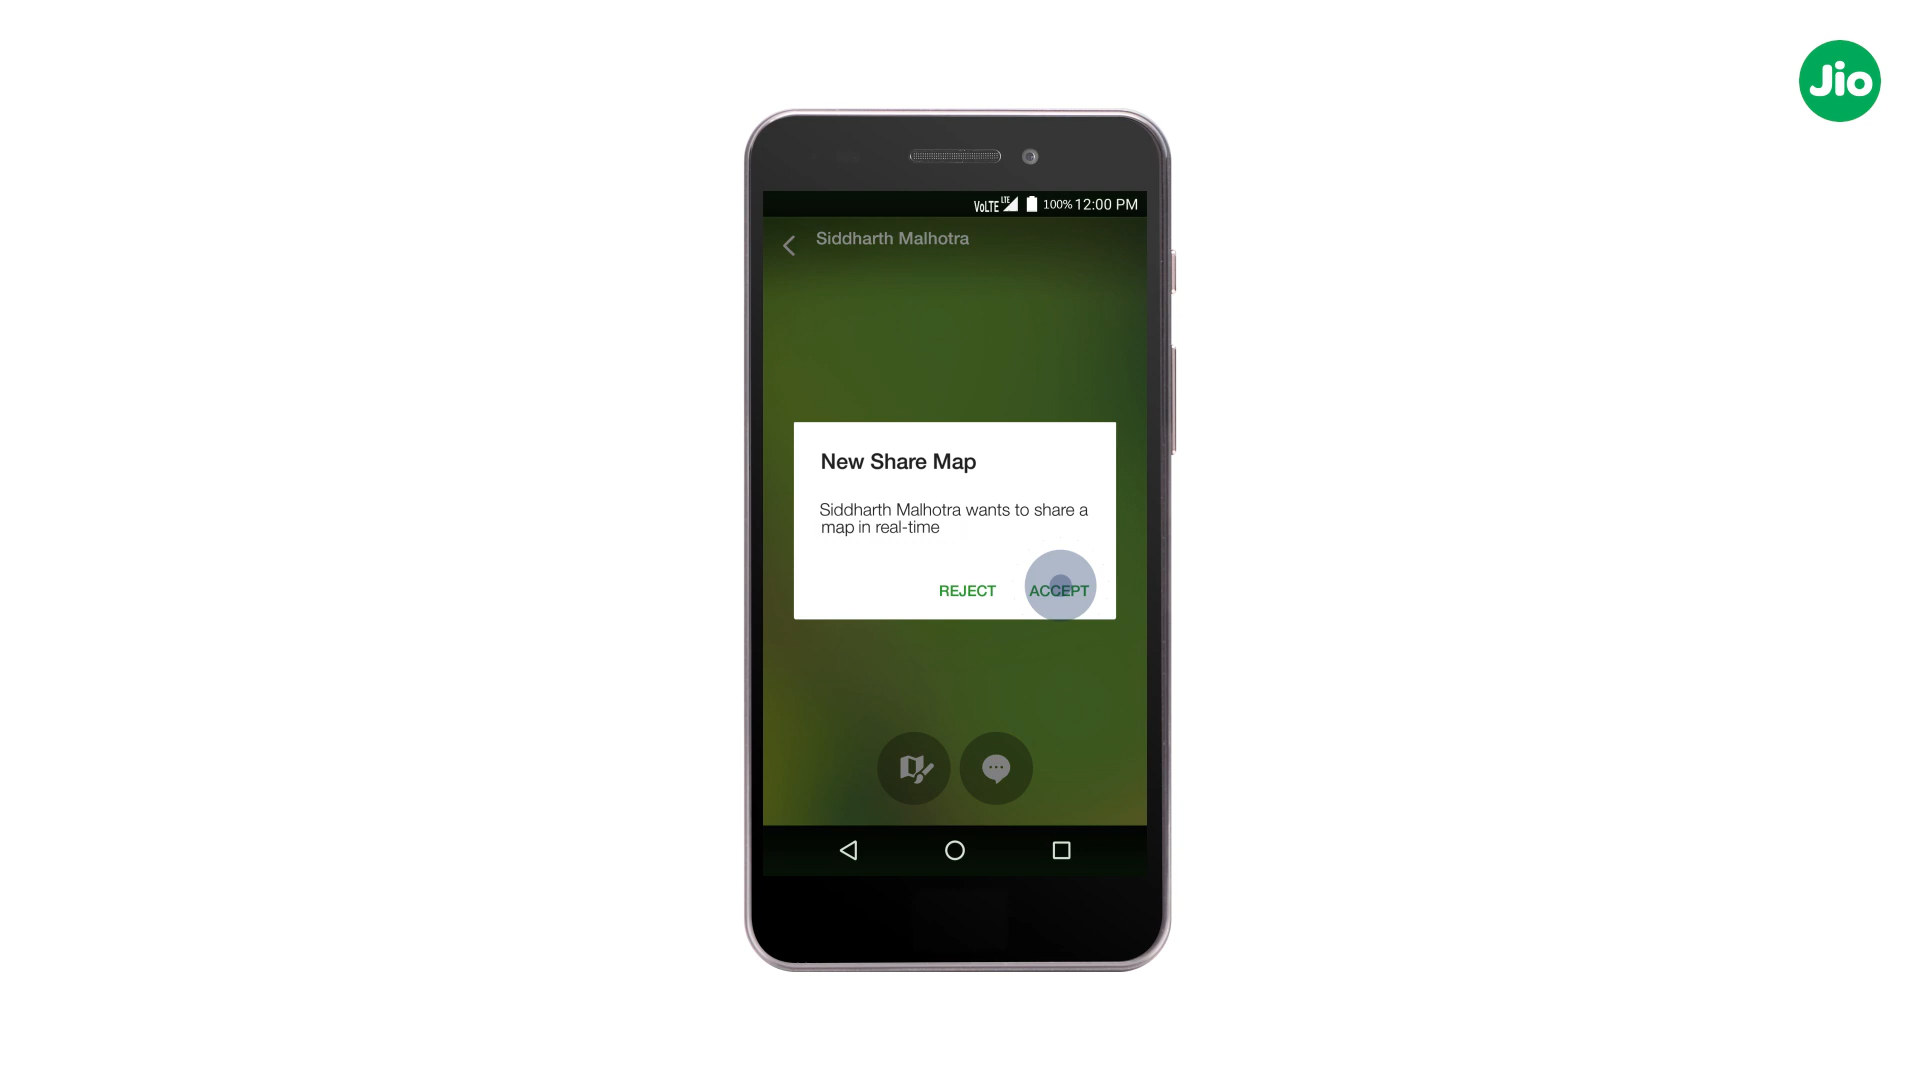 Jio
VoLTE LTE 100% 12:00 PM
Siddharth Malhotra
New Share Map
Siddharth Malhotra wants to share a
map in real-time
REJECT ACCEPT